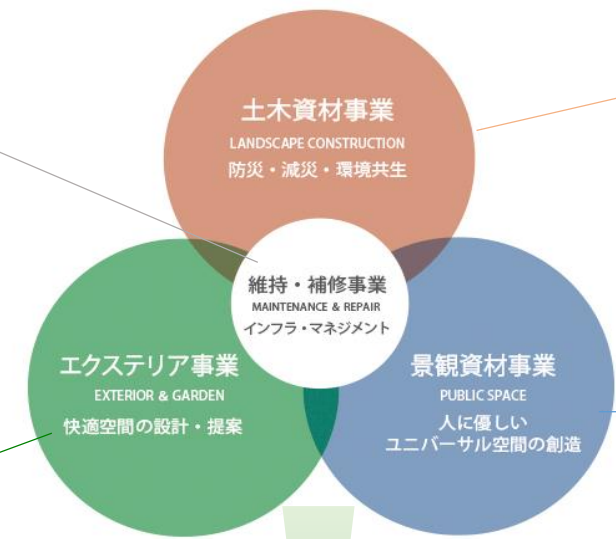 土木資材事業
LANDSCAPE CONSTRUCTION
防災・減災・環境共生
維持・補修事業
MAINTENANCE & REPAIR
インフラ・マネジメント
エクステリア事業
EXTERIOR & GARDEN
快適空間の設計・提案
景観資材事業
PUBLIC SPACE
人に優しい
ユニバーサル空間の創造